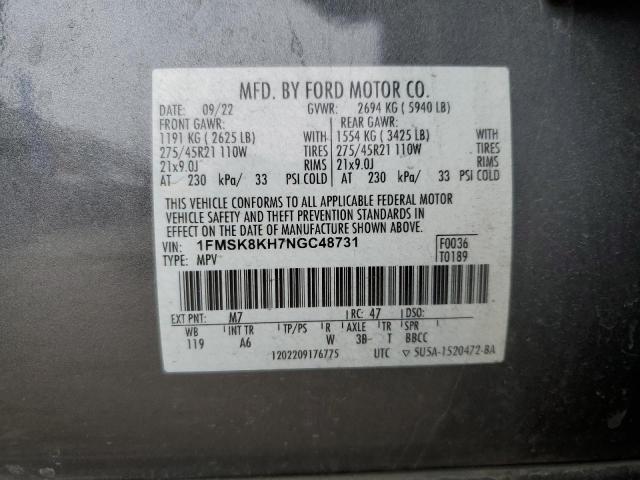 MFD. BY FORD MOTOR CO.
DATE: 09/22 GVWR: 2694 KG ( 5940 LB)
FRONT GAWR: REAR GAWR:
1191 KG ( 2625 LB) WITH 1554 KG ( 3425 LB) WITH
275/45R21 110W TIRES 275/45R21 110W TIRES
21x9.0J RIMS 21x9.0J RIMS
AT 230 kPa/ 33 PSI COLD AT 230 kPa/ 33 PSI COLD
THIS VEHICLE CONFORMS TO ALL APPLICABLE FEDERAL MOTOR
VEHICLE SAFETY AND THEFT PREVENTION STANDARDS IN
EFFECT ON THE DATE OF MANUFACTURE SHOWN ABOVE.
VIN: 1FMSK8KH7NGC48731 F0036
TYPE: MPV T0189
EXT PNT: M7 RC: 47 DSO:
WB INT TR TP/PS R AXLE TR SPR
119 A6 W 3B T BBCC
1202209176775 UTC ▽ 5U5A-1520472-BA